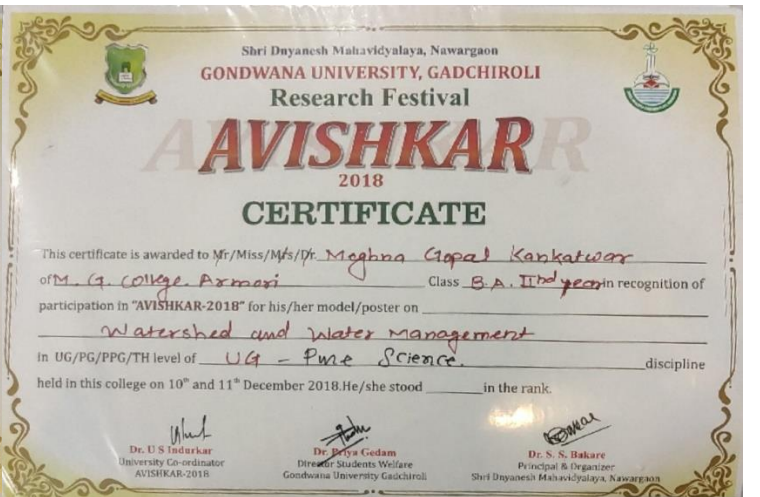 Shri Dnyanesh Mahavidyalaya, Nawargaon
GONDWANA UNIVERSITY, GADCHIROLI
Research Festival
AVISHKAR
2018
CERTIFICATE
This certificate is awarded to Mr/Miss/Mrs/Dr. Meghna Gopal Kankatwar
of M. G. College. Armori Class B.A. IInd year in recognition of
participation in "AVISHKAR-2018" for his/her model/poster on
Watershed and Water Management
in UG/PG/PPG/TH level of UG - Pure Science. discipline
held in this college on 10th and 11th December 2018.He/she stood in the rank.
Dr. U S Indurkar Dr. Priya Gedam Dr. S. S. Bakare
University Co-ordinator Director Students Welfare Principal & Organizer
AVISHKAR-2018 Gondwana University Gadchiroli Shri Dnyanesh Mahavidyalaya, Nawargaon